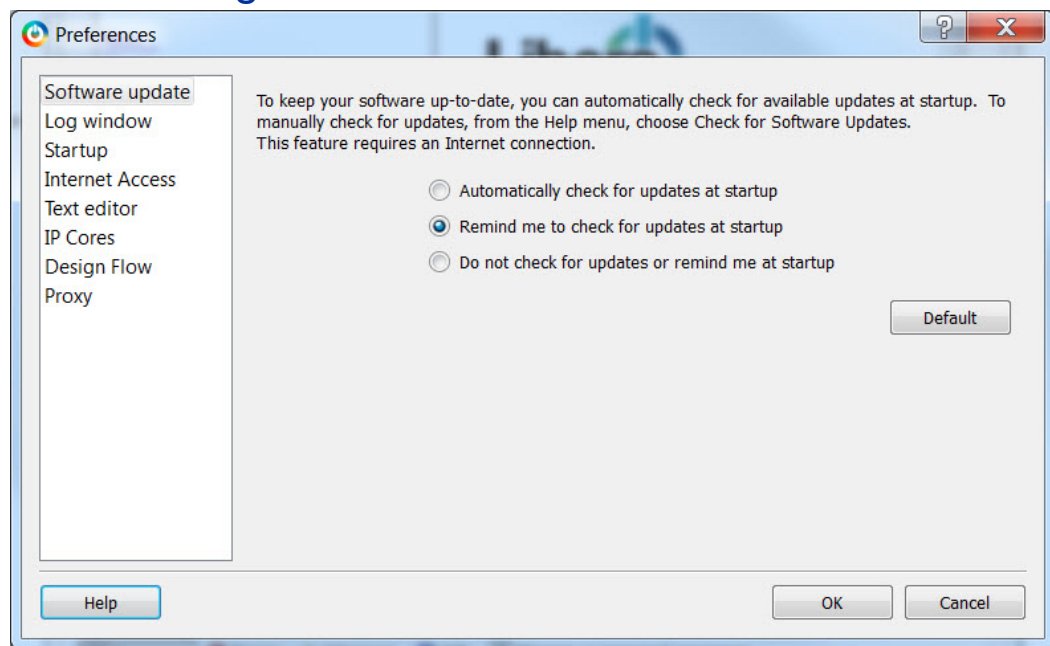 Preferences
Software update
Log window
Startup
Internet Access
Text editor
IP Cores
Design Flow
Proxy
To keep your software up-to-date, you can automatically check for available updates at startup. To
manually check for updates, from the Help menu, choose Check for Software Updates.
This feature requires an Internet connection.
Automatically check for updates at startup
Remind me to check for updates at startup
Do not check for updates or remind me at startup
Default
Help
OK
Cancel